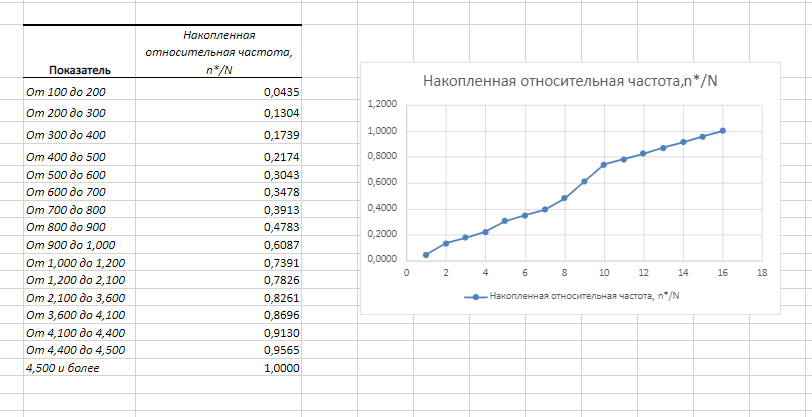 Накопленная
относительная частота,
Показатель n*/N
От 100 до 200 0,0435
От 200 до 300 0,1304
От 300 до 400 0,1739
От 400 до 500 0,2174
От 500 до 600 0,3043
От 600 до 700 0,3478
От 700 до 800 0,3913
От 800 до 900 0,4783
От 900 до 1,000 0,6087
От 1,000 до 1,200 0,7391
От 1,200 до 2,100 0,7826
От 2,100 до 3,600 0,8261
От 3,600 до 4,100 0,8696
От 4,100 до 4,400 0,9130
От 4,400 до 4,500 0,9565
4,500 и более 1,0000
Накопленная относительная частота,n*/N
1,2000
1,0000
0,8000
0,6000
0,4000
0,2000
0,0000
0 2 4 6 8 10 12 14 16 18
Накопленная относительная частота, n*/N